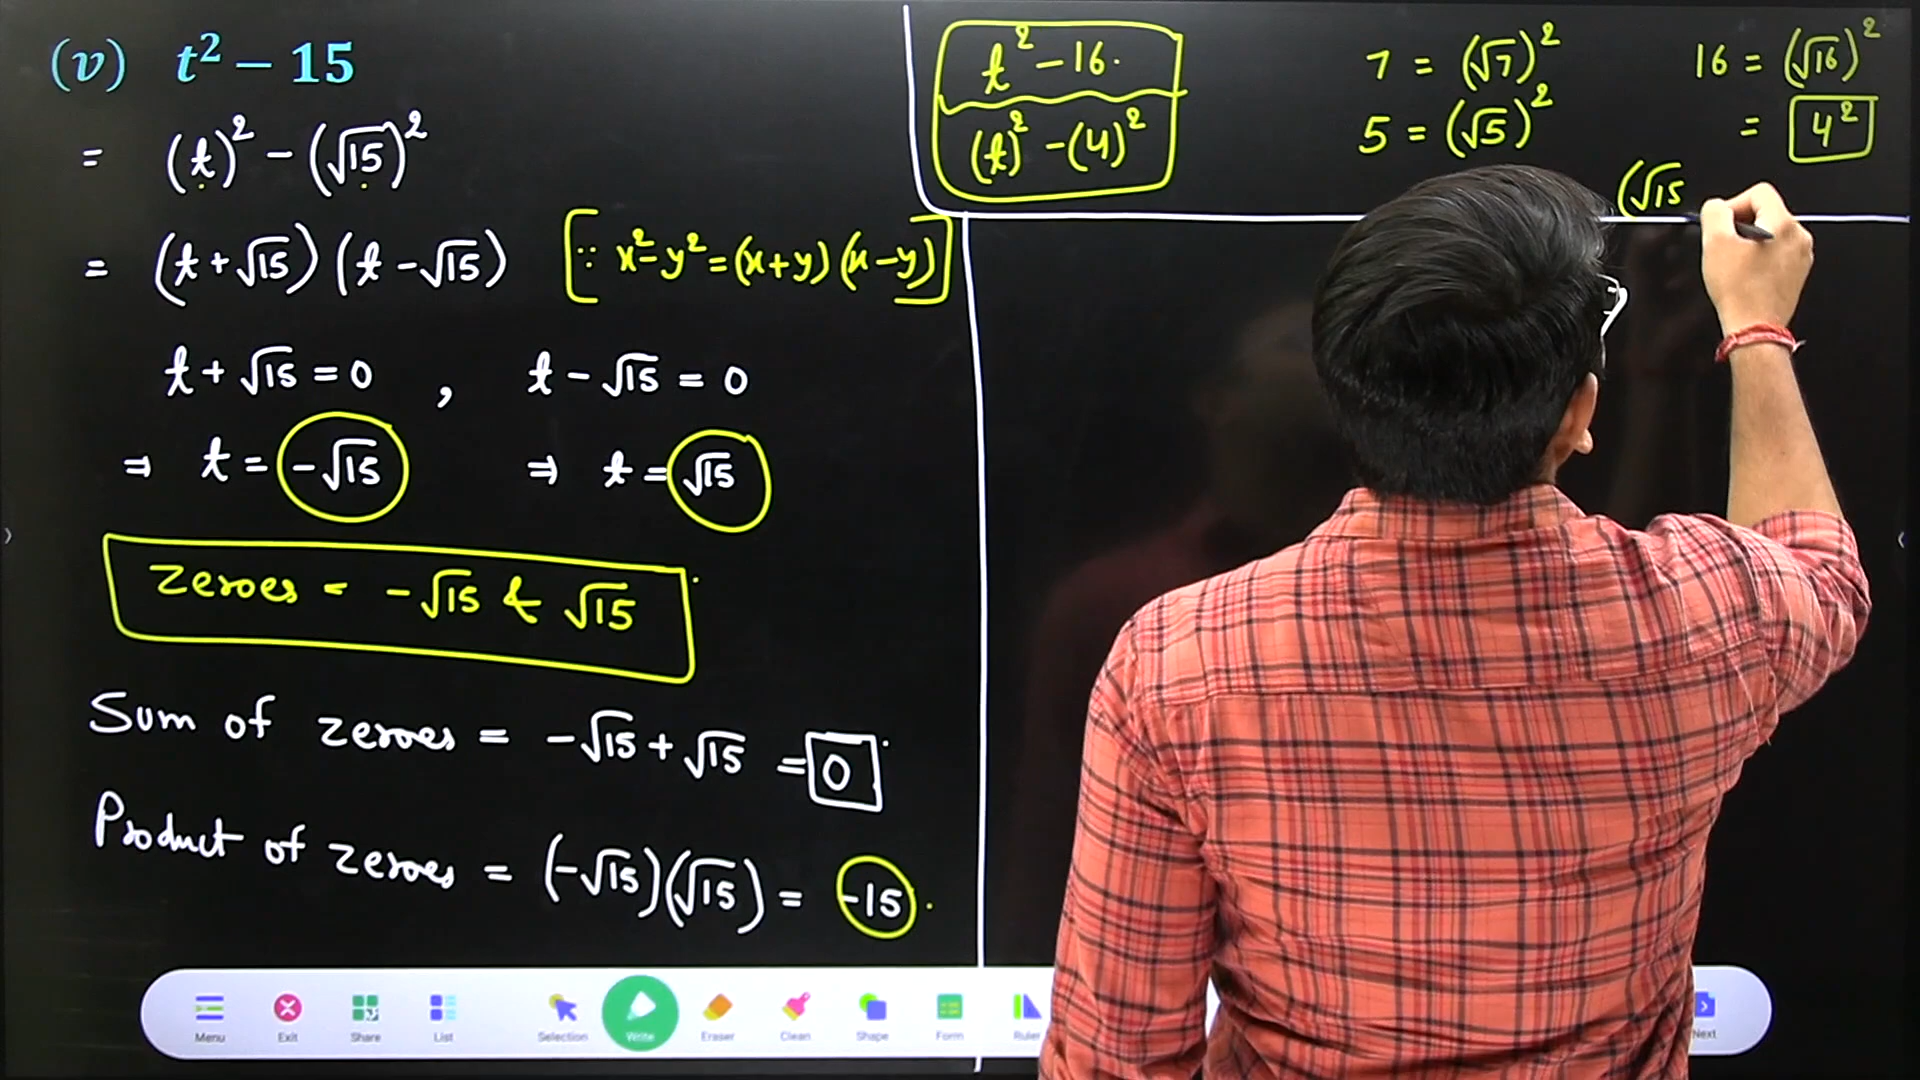 (v) t² – 15
= (t)² – (√15)²
= (t + √15) (t – √15) [∵ x² – y² = (x+y) (x–y)]
t + √15 = 0 , t – √15 = 0
⇒ t = –√15 ⇒ t = √15
zeroes = –√15 & √15
Sum of zeroes = –√15 + √15 = 0
Product of zeroes = (–√15)(√15) = –15
t² – 16
(t)² – (4)²
7 = (√7)²
5 = (√5)²
16 = (√16)²
= 4²
(√15
Menu Exit Share List Selection Write Eraser Clean Shape Form Ruler Next